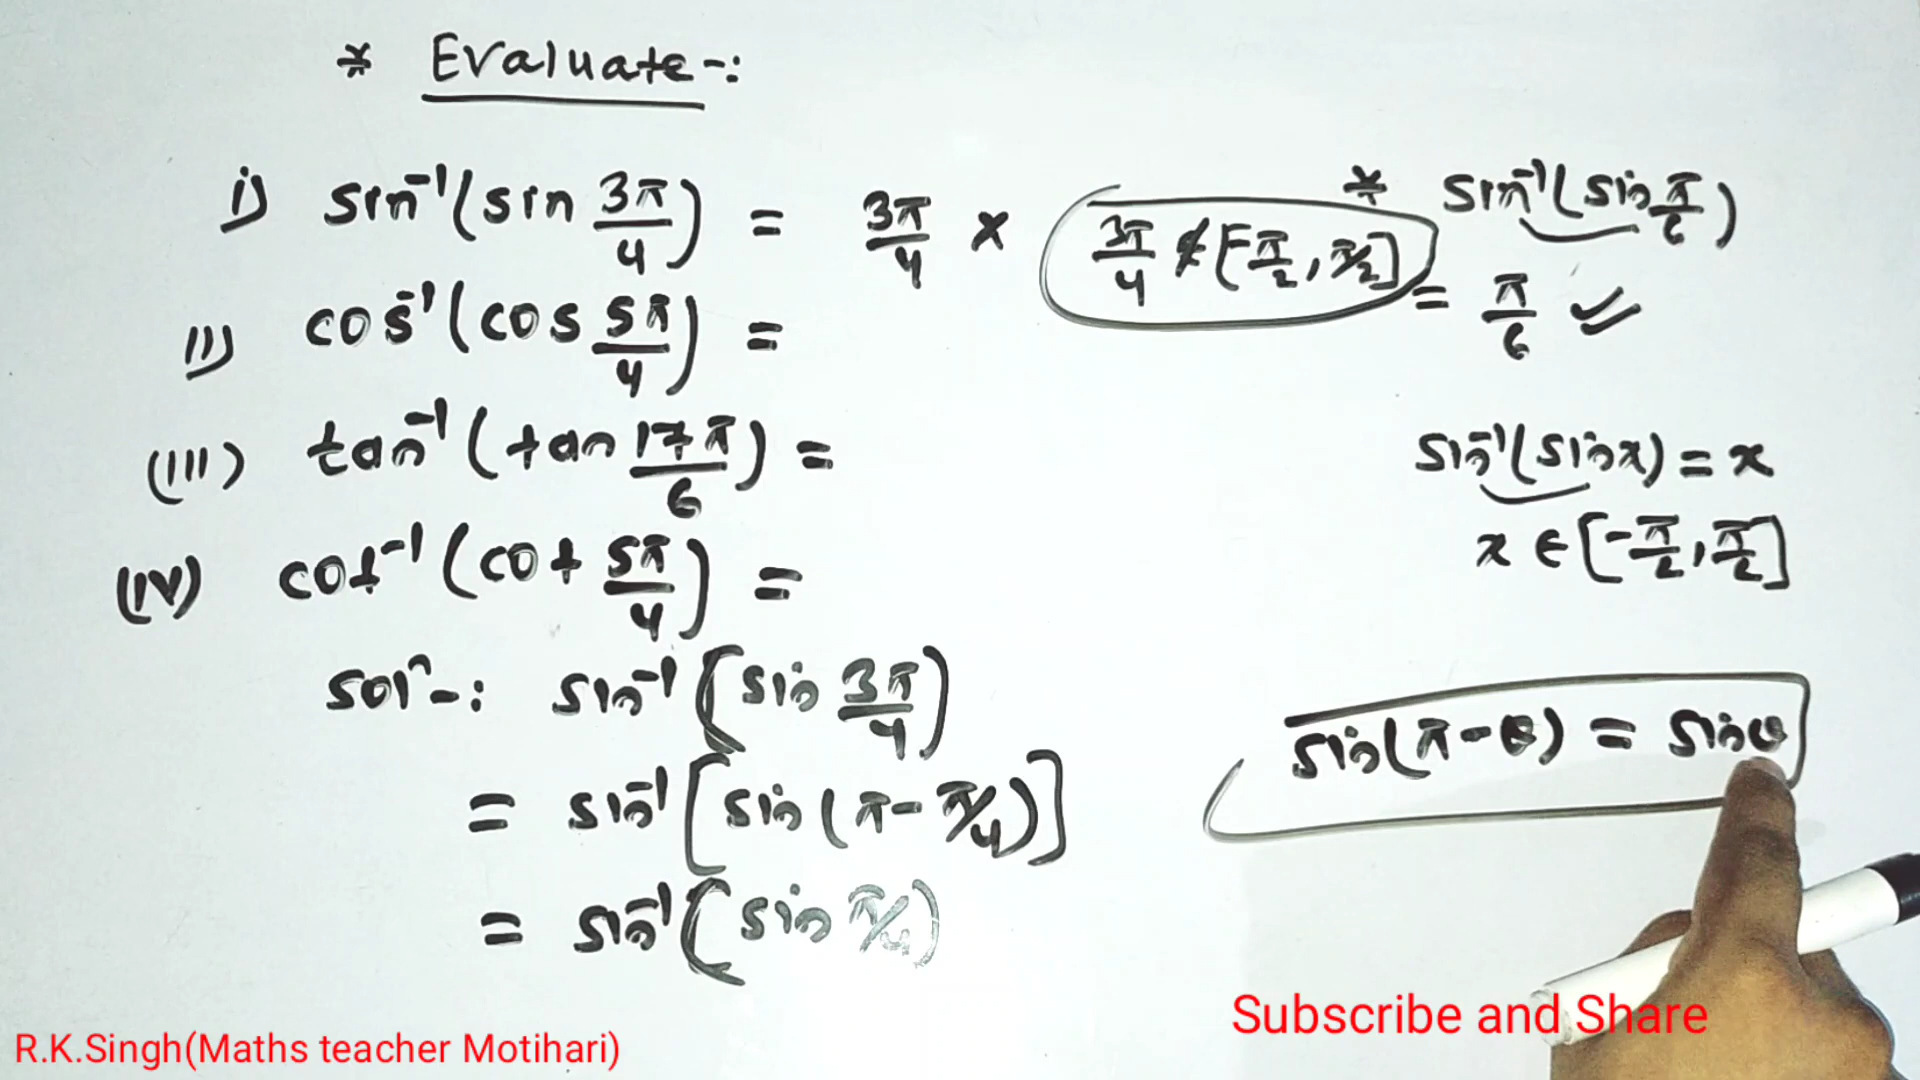 * Evaluate-:
i) sin⁻¹(sin 3π/4) = 3π/4 × 3π/4 ∉ [-π/2, π/2]
* sin⁻¹(sin π/6)
= π/6 ✓
ii) cos⁻¹(cos 5π/4) =
(iii) tan⁻¹(tan 17π/6) =
sin⁻¹(sinx) = x
x ∈ [-π/2, π/2]
(iv) cot⁻¹(cot 5π/4) =
Solⁿ-: sin⁻¹(sin 3π/4)
= sin⁻¹[sin(π-π/4)]
= sin⁻¹(sin π/4)
sin(π-θ) = sinθ
Subscribe and Share
R.K.Singh(Maths teacher Motihari)